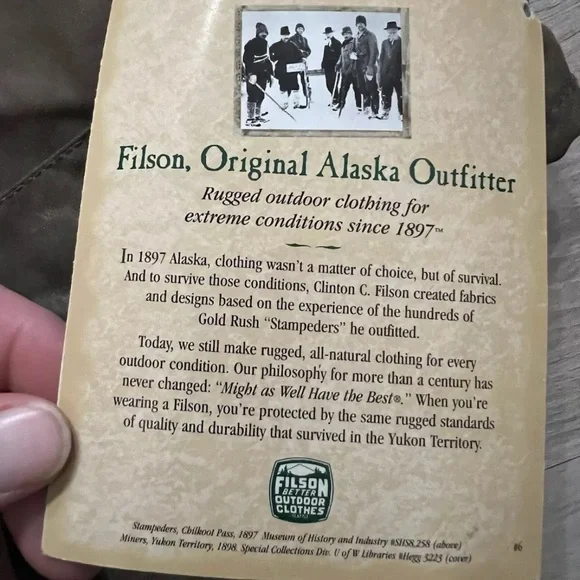 Filson, Original Alaska Outfitter
Rugged outdoor clothing for
extreme conditions since 1897™
In 1897 Alaska, clothing wasn't a matter of choice, but of survival.
And to survive those conditions, Clinton C. Filson created fabrics
and designs based on the experience of the hundreds of
Gold Rush "Stampeders" he outfitted.
Today, we still make rugged, all-natural clothing for every
outdoor condition. Our philosophy for more than a century has
never changed: "Might as Well Have the Best®." When you're
wearing a Filson, you're protected by the same rugged standards
of quality and durability that survived in the Yukon Territory.
FILSON
BETTER
OUTDOOR
CLOTHES
SEATTLE
Stampeders, Chilkoot Pass, 1897 Museum of History and Industry #SHS8,258 (above)
Miners, Yukon Territory, 1898. Special Collections Div. U of W Libraries #Hegg 3223 (cover)
#6